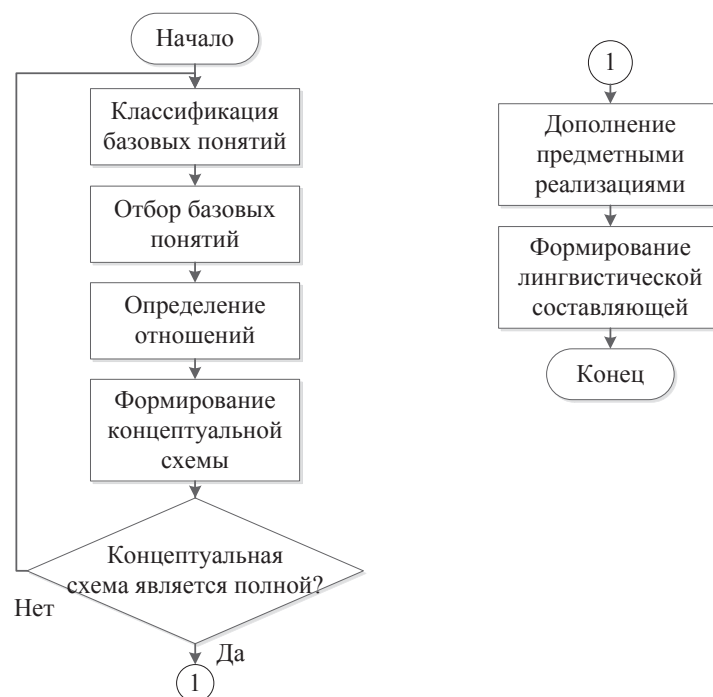 Начало
Классификация
базовых понятий
Отбор базовых
понятий
Определение
отношений
Формирование
концептуальной
схемы
Концептуальная
схема является полной?
Нет
Да
1
1
Дополнение
предметными
реализациями
Формирование
лингвистической
составляющей
Конец